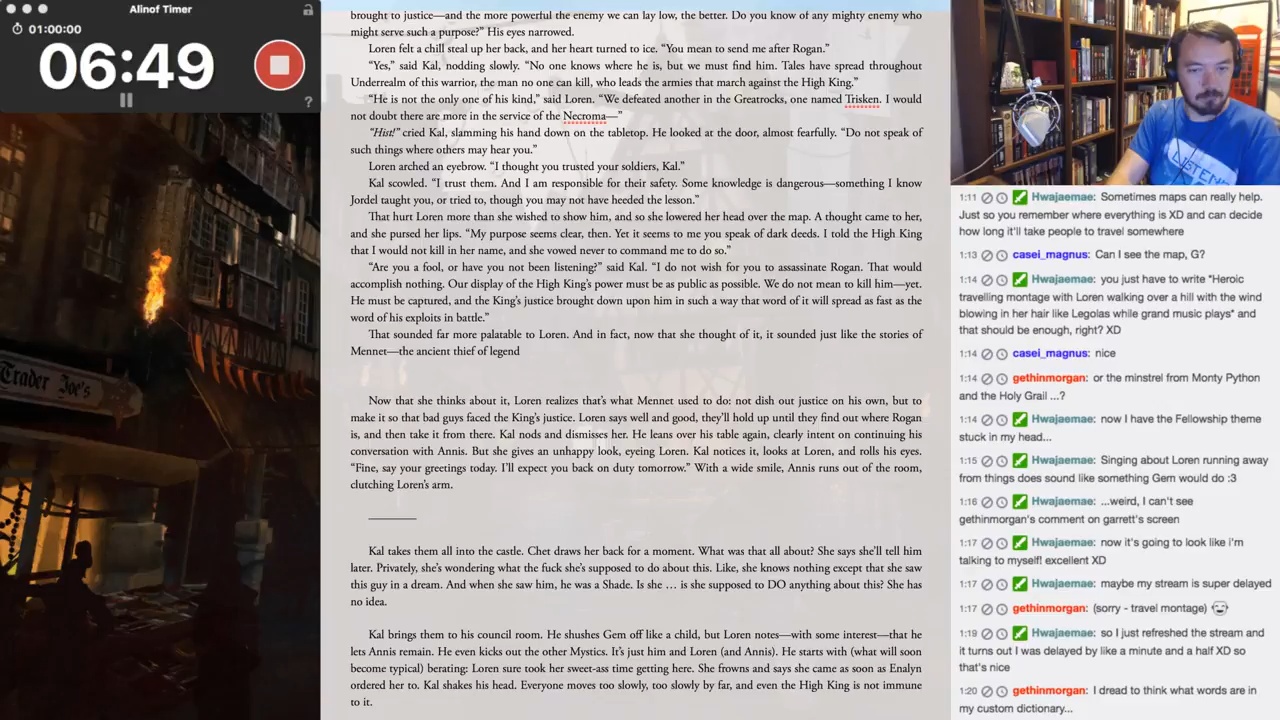 Alinof Timer
01:00:00
06:49
?
Trader Joe's
brought to justice—and the more powerful the enemy we can lay low, the better. Do you know of any mighty enemy who
might serve such a purpose?” His eyes narrowed.
Loren felt a chill steal up her back, and her heart turned to ice. “You mean to send me after Rogan.”
“Yes,” said Kal, nodding slowly. “No one knows where he is, but we must find him. Tales have spread throughout
Underrealm of this warrior, the man no one can kill, who leads the armies that march against the High King.”
“He is not the only one of his kind,” said Loren. “We defeated another in the Greatrocks, one named Trisken. I would
not doubt there are more in the service of the Necroma—”
“Hist!” cried Kal, slamming his hand down on the tabletop. He looked at the door, almost fearfully. “Do not speak of
such things where others may hear you.”
Loren arched an eyebrow. “I thought you trusted your soldiers, Kal.”
Kal scowled. “I trust them. And I am responsible for their safety. Some knowledge is dangerous—something I know
Jordel taught you, or tried to, though you may not have heeded the lesson.”
That hurt Loren more than she wished to show him, and so she lowered her head over the map. A thought came to her,
and she pursed her lips. “My purpose seems clear, then. Yet it seems to me you speak of dark deeds. I told the High King
that I would not kill in her name, and she vowed never to command me to do so.”
“Are you a fool, or have you not been listening?” said Kal. “I do not wish for you to assassinate Rogan. That would
accomplish nothing. Our display of the High King’s power must be as public as possible. We do not mean to kill him—yet.
He must be captured, and the King’s justice brought down upon him in such a way that word of it will spread as fast as the
word of his exploits in battle.”
That sounded far more palatable to Loren. And in fact, now that she thought of it, it sounded just like the stories of
Mennet—the ancient thief of legend
Now that she thinks about it, Loren realizes that’s what Mennet used to do: not dish out justice on his own, but to
make it so that bad guys faced the King’s justice. Loren says well and good, they’ll hold up until they find out where Rogan
is, and then take it from there. Kal nods and dismisses her. He leans over his table again, clearly intent on continuing his
conversation with Annis. But she gives an unhappy look, eyeing Loren. Kal notices it, looks at Loren, and rolls his eyes.
“Fine, say your greetings today. I’ll expect you back on duty tomorrow.” With a wide smile, Annis runs out of the room,
clutching Loren’s arm.
Kal takes them all into the castle. Chet draws her back for a moment. What was that all about? She says she’ll tell him
later. Privately, she’s wondering what the fuck she’s supposed to do about this. Like, she knows nothing except that she saw
this guy in a dream. And when she saw him, he was a Shade. Is she … is she supposed to DO anything about this? She has
no idea.
Kal brings them to his council room. He shushes Gem off like a child, but Loren notes—with some interest—that he
lets Annis remain. He even kicks out the other Mystics. It’s just him and Loren (and Annis). He starts with (what will soon
become typical) berating: Loren sure took her sweet-ass time getting here. She frowns and says she came as soon as Enalyn
ordered her to. Kal shakes his head. Everyone moves too slowly, too slowly by far, and even the High King is not immune
to it.
1:11 Hwajaemae: Sometimes maps can really help.
Just so you remember where everything is XD and can decide
how long it'll take people to travel somewhere
1:13 casei_magnus: Can I see the map, G?
1:14 Hwajaemae: you just have to write *Heroic
travelling montage with Loren walking over a hill with the wind
blowing in her hair like Legolas while grand music plays* and
that should be enough, right? XD
1:14 casei_magnus: nice
1:14 gethinmorgan: or the minstrel from Monty Python
and the Holy Grail ...?
1:14 Hwajaemae: now I have the Fellowship theme
stuck in my head...
1:15 Hwajaemae: Singing about Loren running away
from things does sound like something Gem would do :3
1:16 Hwajaemae: ...weird, I can't see
gethinmorgan's comment on garrett's screen
1:17 Hwajaemae: now it's going to look like i'm
talking to myself! excellent XD
1:17 Hwajaemae: maybe my stream is super delayed
1:17 gethinmorgan: (sorry - travel montage)
1:19 Hwajaemae: so I just refreshed the stream and
it turns out I was delayed by like a minute and a half XD so
that's nice
1:20 gethinmorgan: I dread to think what words are in
my custom dictionary...